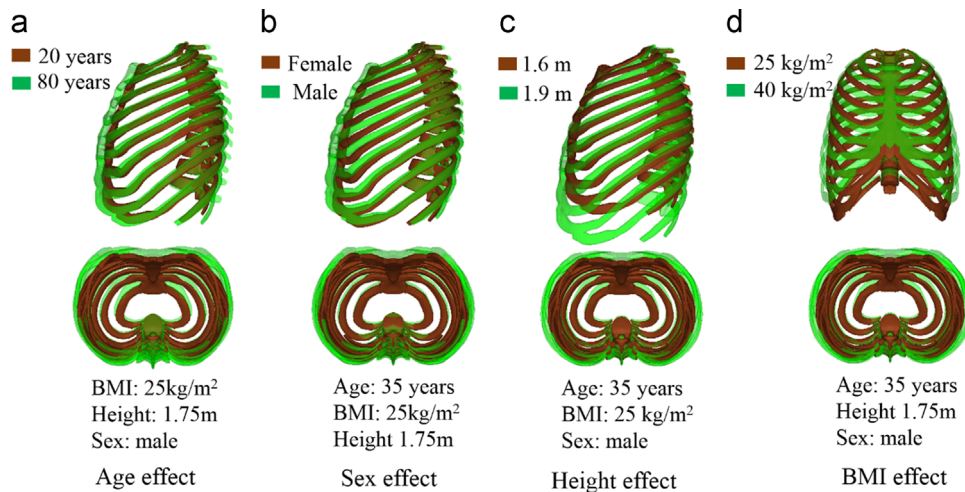 a
20 years
80 years
BMI: 25kg/m²
Height: 1.75m
Sex: male
Age effect
b
Female
Male
Age: 35 years
BMI: 25kg/m²
Height 1.75m
Sex effect
c
1.6 m
1.9 m
Age: 35 years
BMI: 25 kg/m²
Sex: male
Height effect
d
25 kg/m²
40 kg/m²
Age: 35 years
Height 1.75m
Sex: male
BMI effect